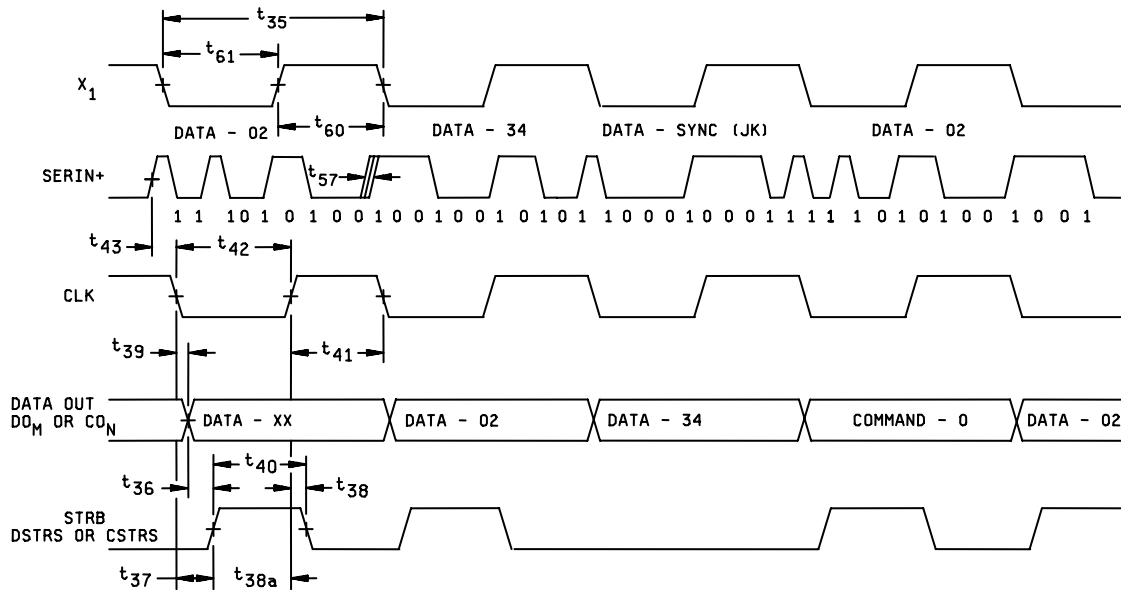 t35
t61
X1
t60
DATA - 02 DATA - 34 DATA - SYNC (JK) DATA - 02
SERIN+
t57
1 1 1 0 1 0 1 0 0 1 0 0 1 0 0 1 0 1 0 1 1 0 0 0 1 0 0 0 1 1 1 1 1 0 1 0 1 0 0 1 0 0 1
t43 t42
CLK
t39 t41
DATA OUT
DOM OR CON
DATA - XX DATA - 02 DATA - 34 COMMAND - 0 DATA - 02
t40
t36 t38
STRB
DSTRS OR CSTRS
t37 t38a